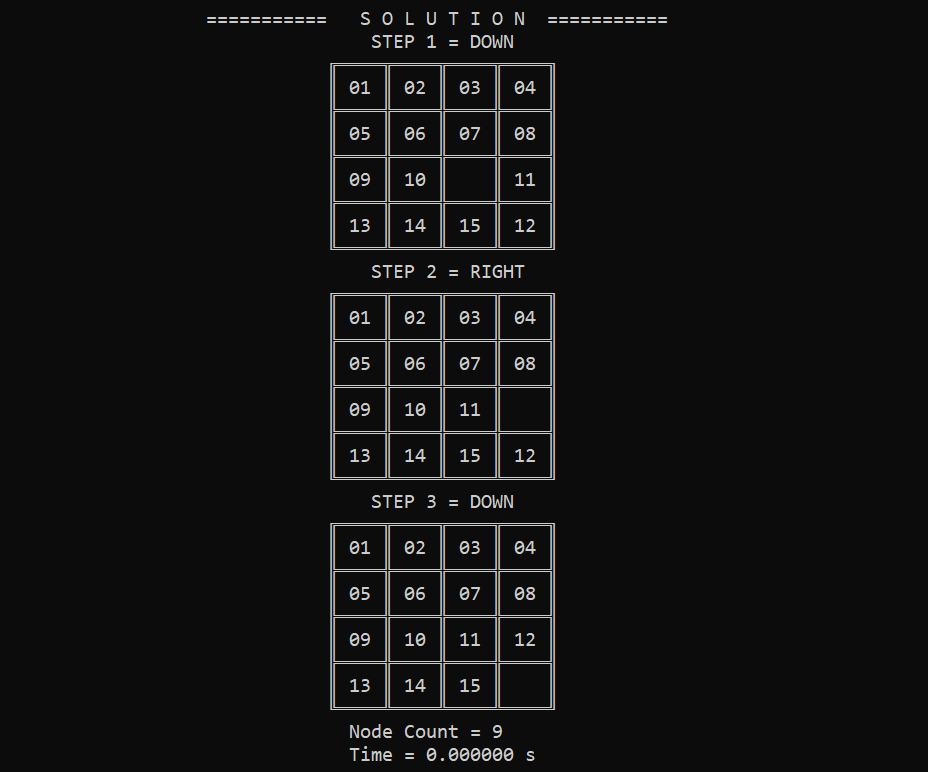 =========== S O L U T I O N ===========
STEP 1 = DOWN
01 02 03 04
05 06 07 08
09 10 11
13 14 15 12
STEP 2 = RIGHT
01 02 03 04
05 06 07 08
09 10 11
13 14 15 12
STEP 3 = DOWN
01 02 03 04
05 06 07 08
09 10 11 12
13 14 15
Node Count = 9
Time = 0.000000 s